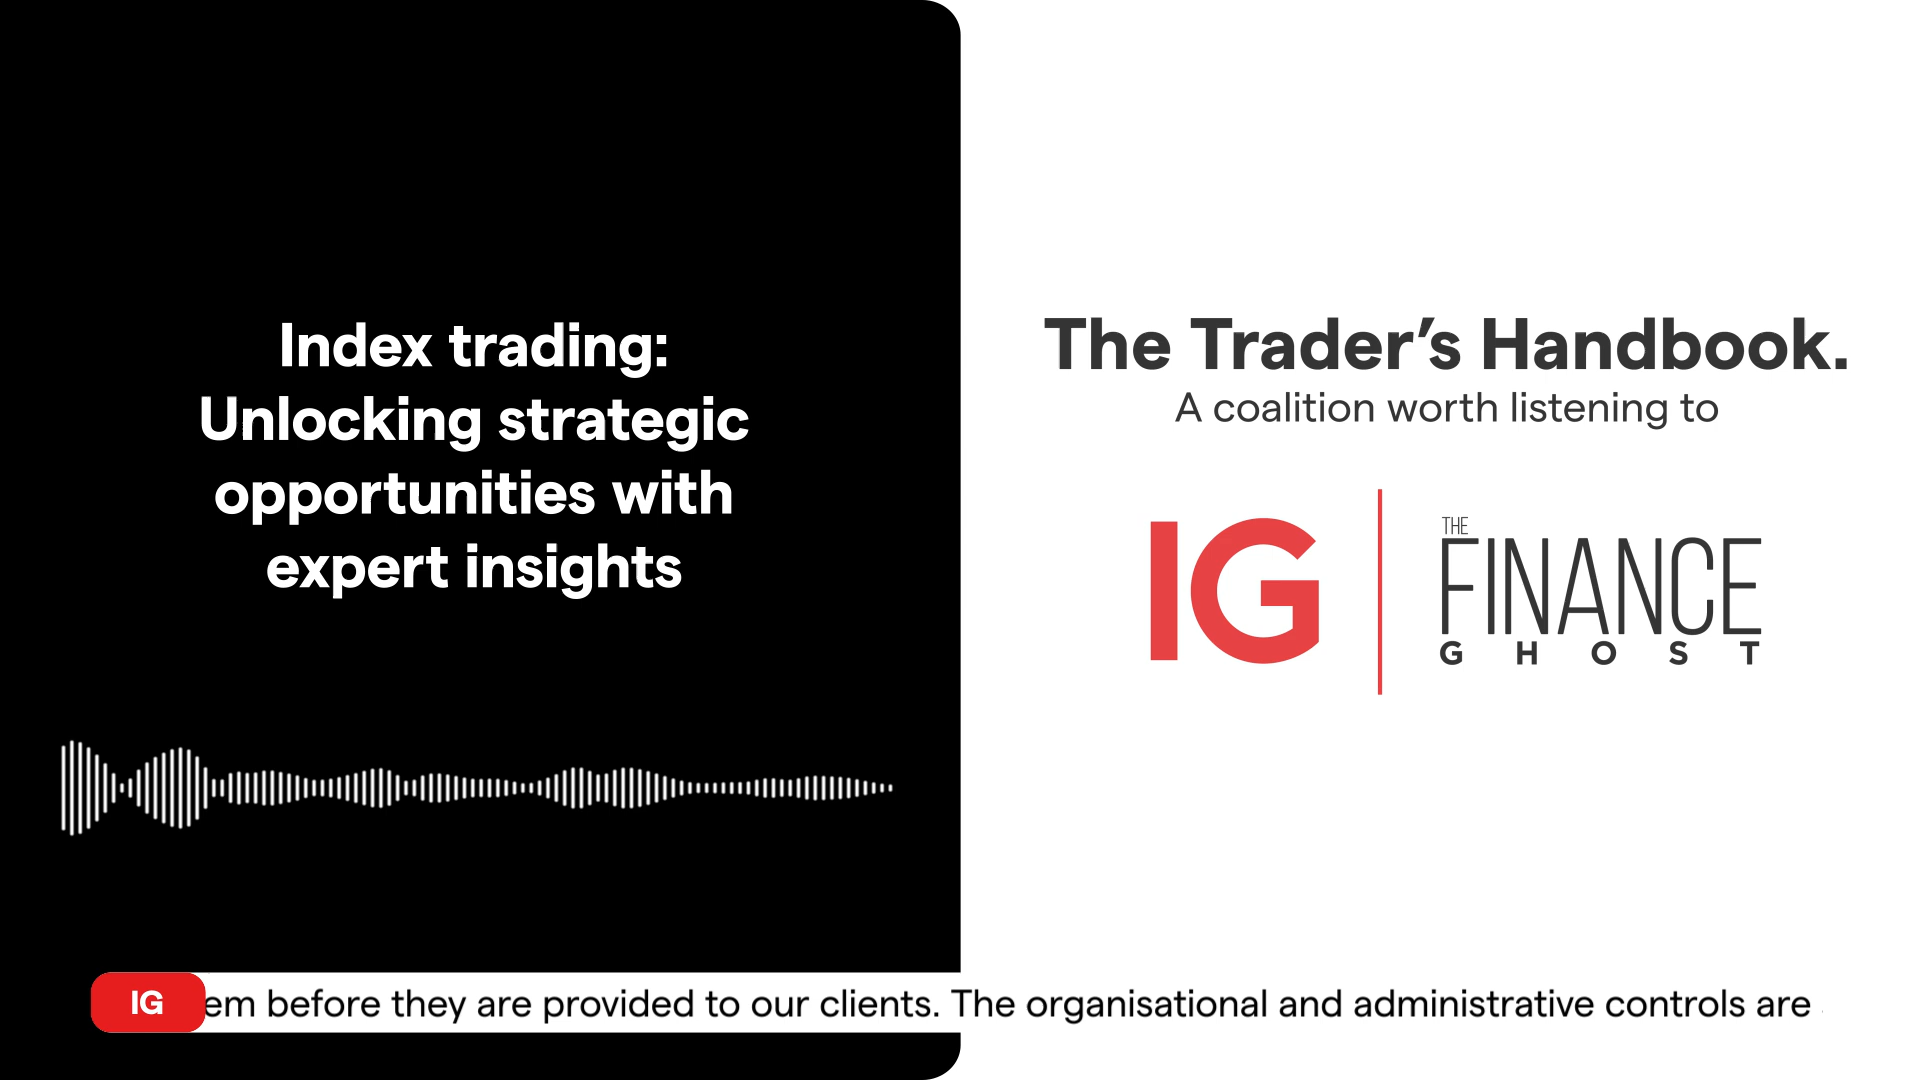 Index trading:
Unlocking strategic
opportunities with
expert insights
The Trader’s Handbook.
A coalition worth listening to
IG
THE
FINANCE
GHOST
IG
em before they are provided to our clients. The organisational and administrative controls are